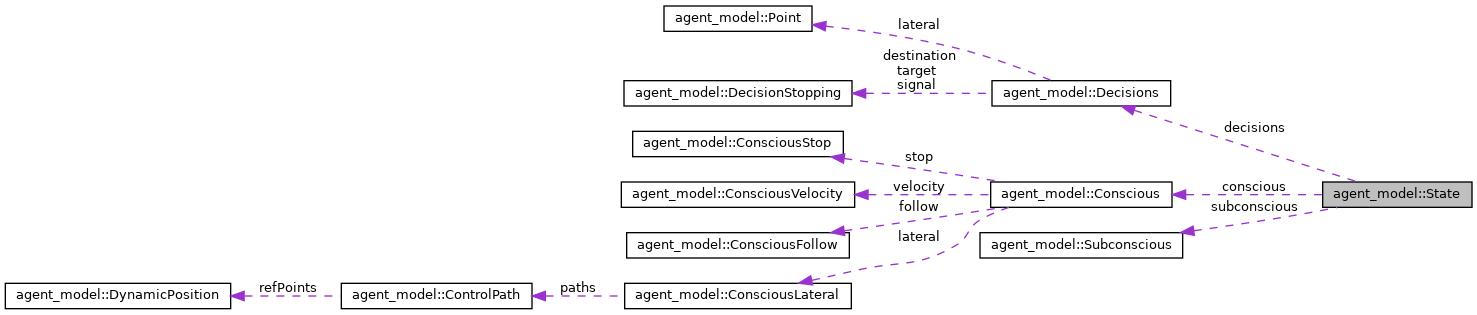 agent_model::Point
lateral
destination
target
signal
agent_model::DecisionStopping
agent_model::Decisions
decisions
agent_model::ConsciousStop
stop
agent_model::ConsciousVelocity
velocity
agent_model::Conscious
conscious
agent_model::State
follow
subconscious
agent_model::ConsciousFollow
lateral
agent_model::Subconscious
agent_model::DynamicPosition
refPoints
agent_model::ControlPath
paths
agent_model::ConsciousLateral